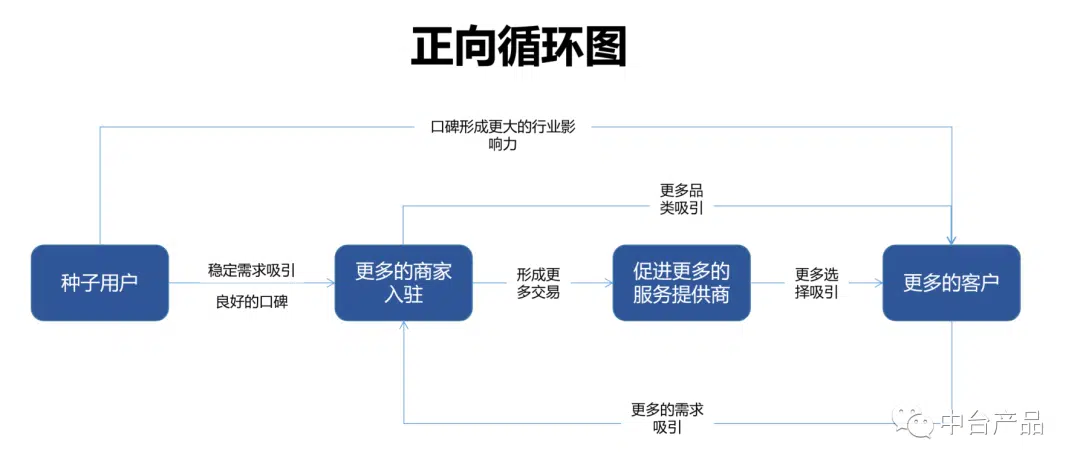 正向循环图
口碑形成更大的行业影
响力
更多品
类吸引
种子用户
稳定需求吸引
良好的口碑
更多的商家
入驻
形成更
多交易
促进更多的
服务提供商
更多选
择吸引
更多的客户
更多的需求
吸引
中台产品